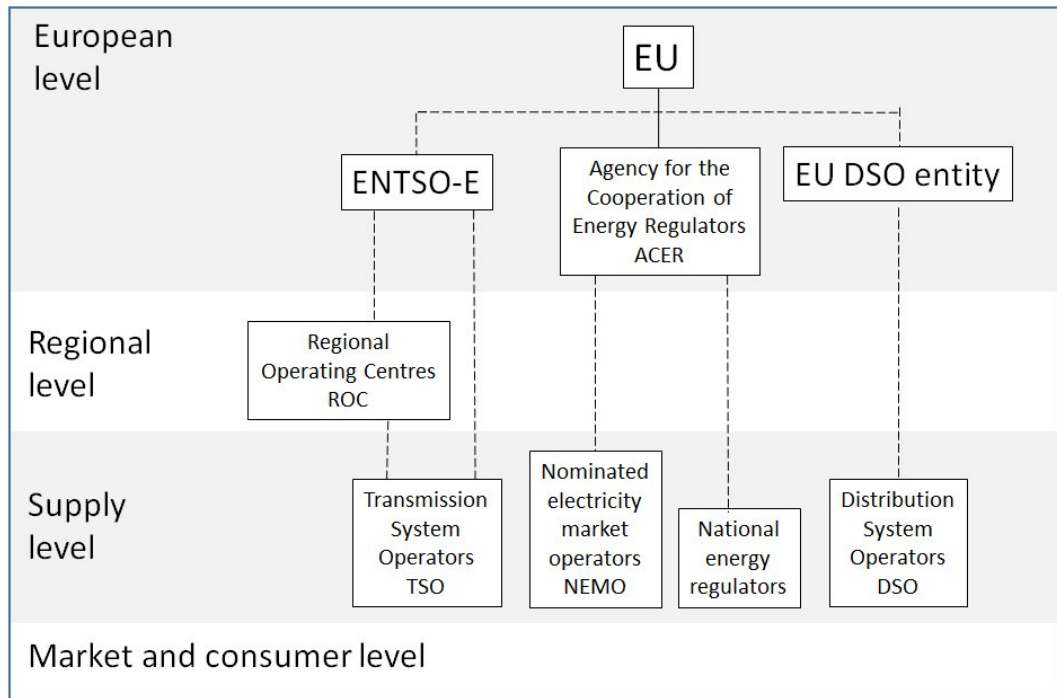 European
level
EU
ENTSO-E
Agency for the
Cooperation of
Energy Regulators
ACER
EU DSO entity
Regional
level
Regional
Operating Centres
ROC
Supply
level
Transmission
System
Operators
TSO
Nominated
electricity
market
operators
NEMO
National
energy
regulators
Distribution
System
Operators
DSO
Market and consumer level